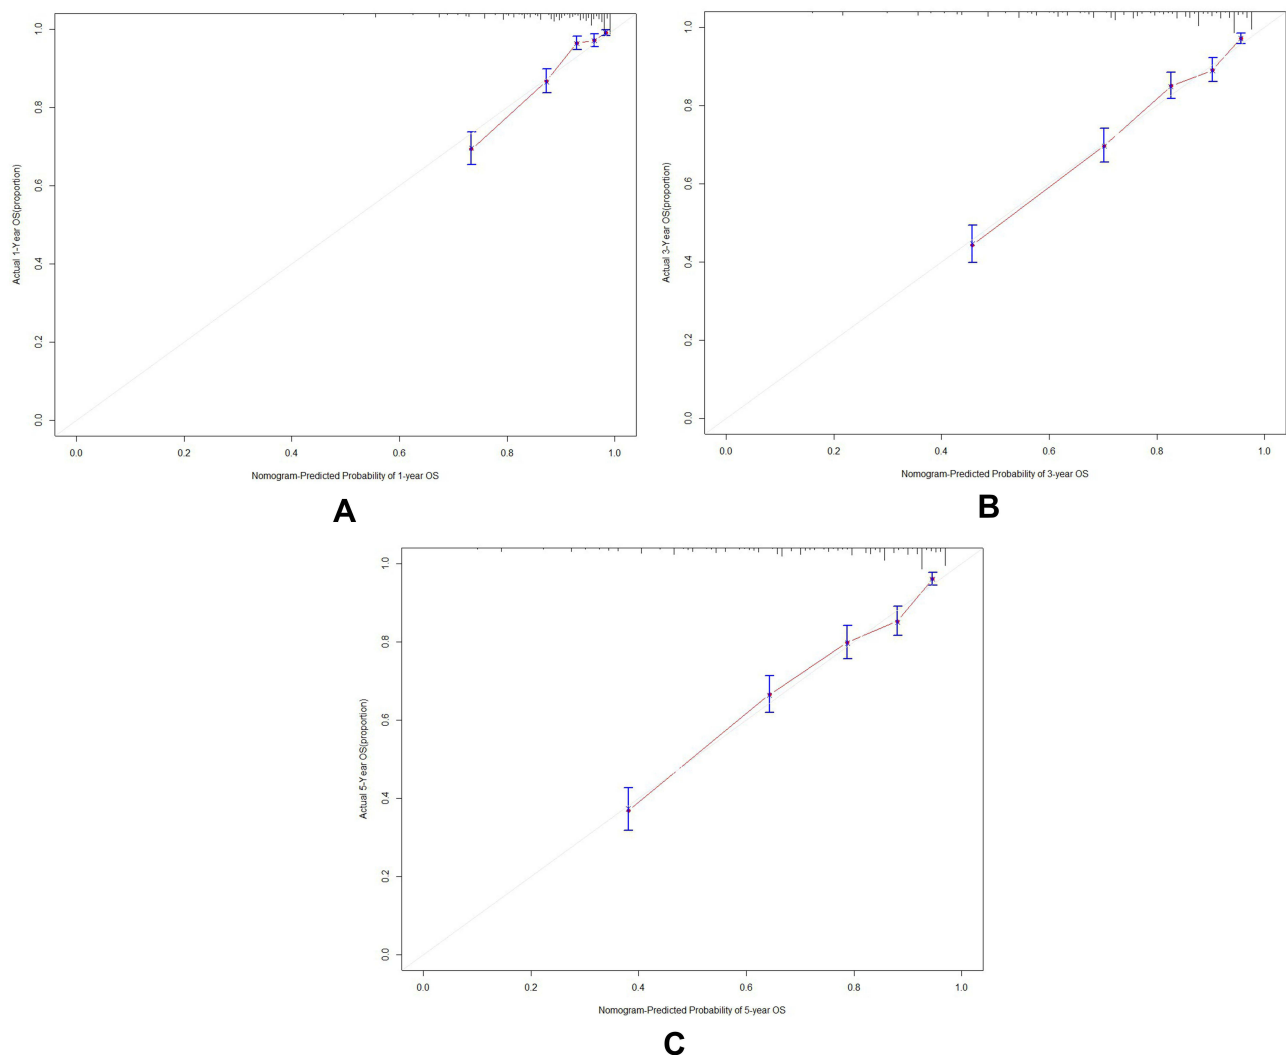 1.0
0.8
0.6
0.4
0.2
0.0
Actual 1-Year OS(proportion)
0.0 0.2 0.4 0.6 0.8 1.0
Nomogram-Predicted Probability of 1-year OS
A
1.0
0.8
0.6
0.4
0.2
0.0
Actual 3-Year OS(proportion)
0.0 0.2 0.4 0.6 0.8 1.0
Nomogram-Predicted Probability of 3-year OS
B
1.0
0.8
0.6
0.4
0.2
0.0
Actual 5-Year OS(proportion)
0.0 0.2 0.4 0.6 0.8 1.0
Nomogram-Predicted Probability of 5-year OS
C